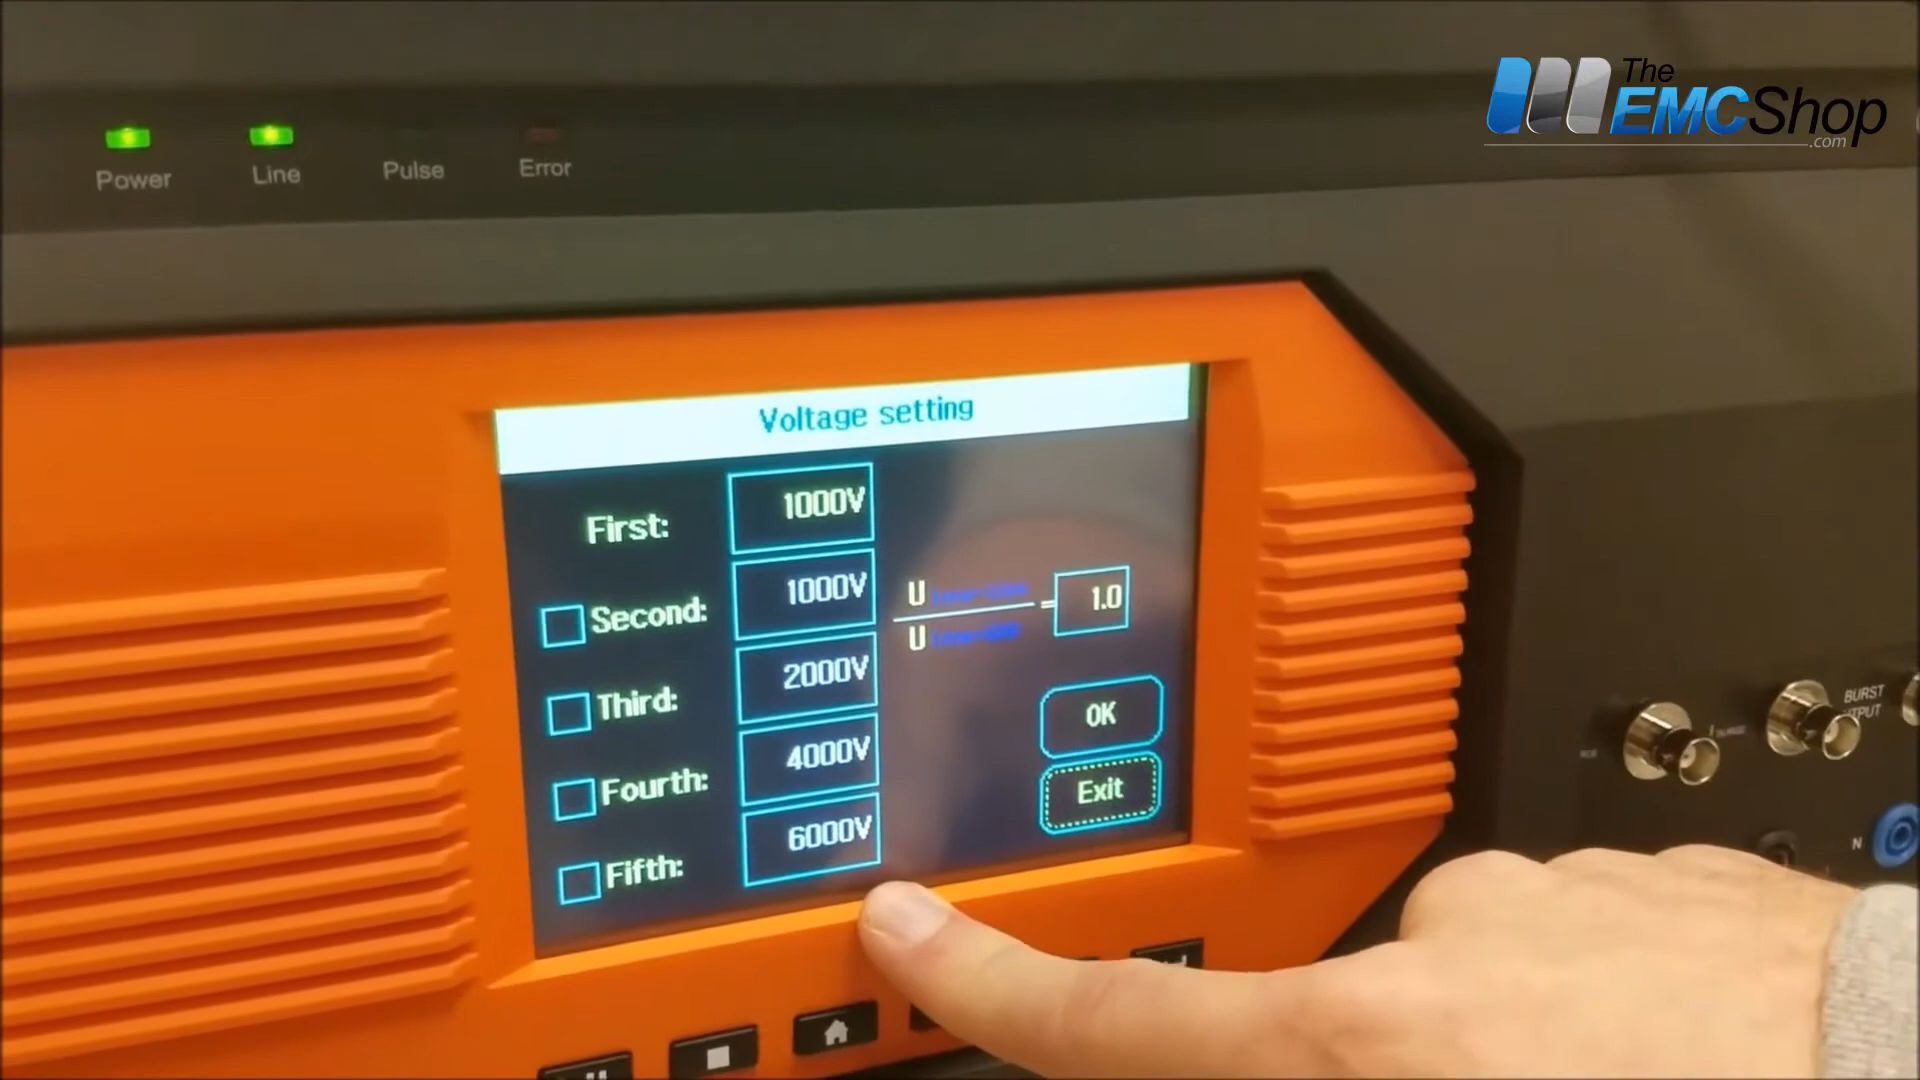 The
EMCShop
.com
Power
Line
Pulse
Error
Voltage setting
First:
1000V
Second:
1000V
Third:
2000V
Fourth:
4000V
Fifth:
6000V
U
U
=
1.0
OK
Exit
BURST
N